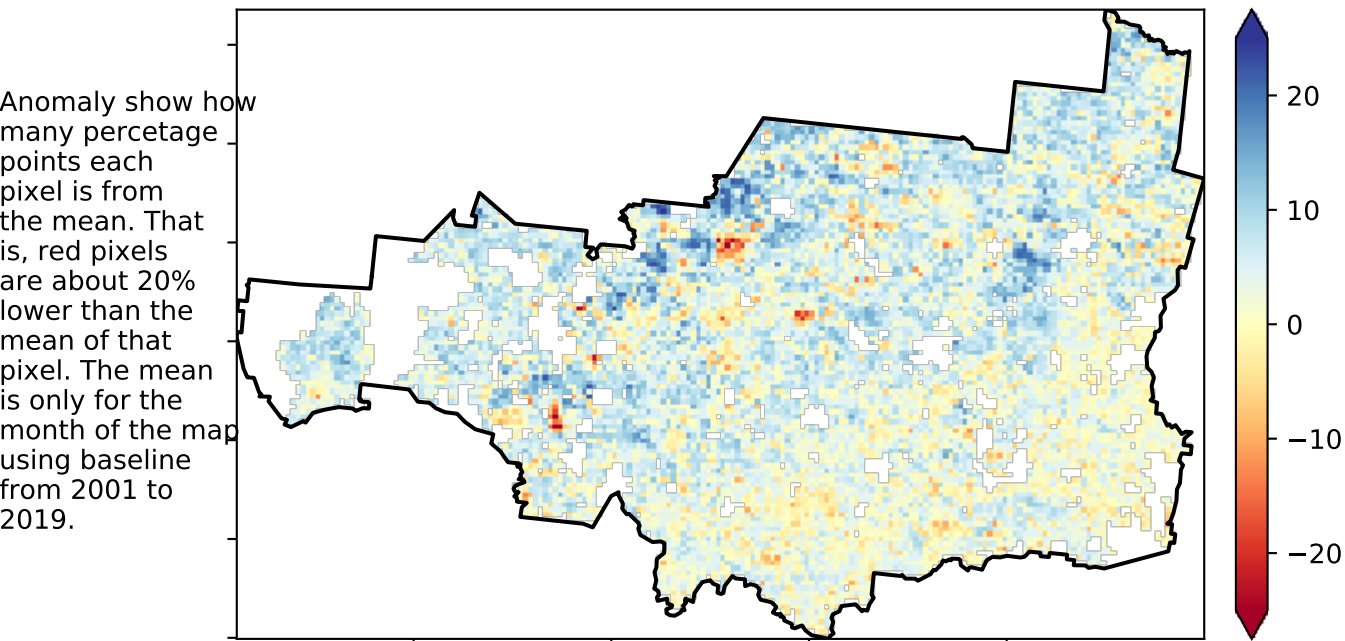 Anomaly show how
many percetage
points each
pixel is from
the mean. That
is, red pixels
are about 20%
lower than the
mean of that
pixel. The mean
is only for the
month of the map
using baseline
from 2001 to
2019.
20
10
0
−10
−20